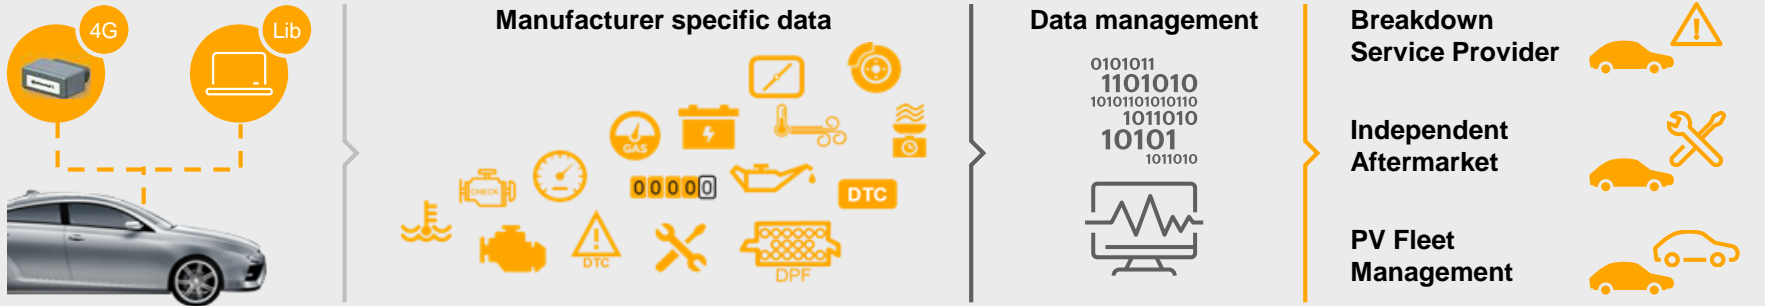 4G
Lib
Manufacturer specific data
GAS
CHECK
00000
DTC
DTC
DPF
Data management
0101011
1101010
10101101010110
1011010
10101
1011010
Breakdown
Service Provider
Independent
Aftermarket
PV Fleet
Management